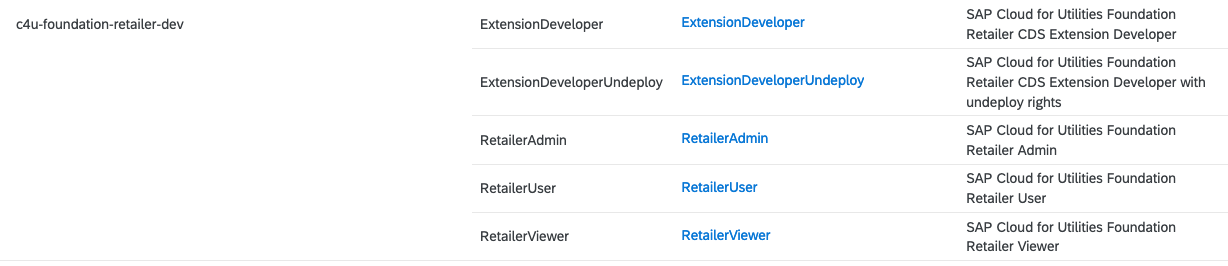 c4u-foundation-retailer-dev
ExtensionDeveloper
ExtensionDeveloper
SAP Cloud for Utilities Foundation
Retailer CDS Extension Developer
ExtensionDeveloperUndeploy
ExtensionDeveloperUndeploy
SAP Cloud for Utilities Foundation
Retailer CDS Extension Developer with
undeploy rights
RetailerAdmin
RetailerAdmin
SAP Cloud for Utilities Foundation
Retailer Admin
RetailerUser
RetailerUser
SAP Cloud for Utilities Foundation
Retailer User
RetailerViewer
RetailerViewer
SAP Cloud for Utilities Foundation
Retailer Viewer